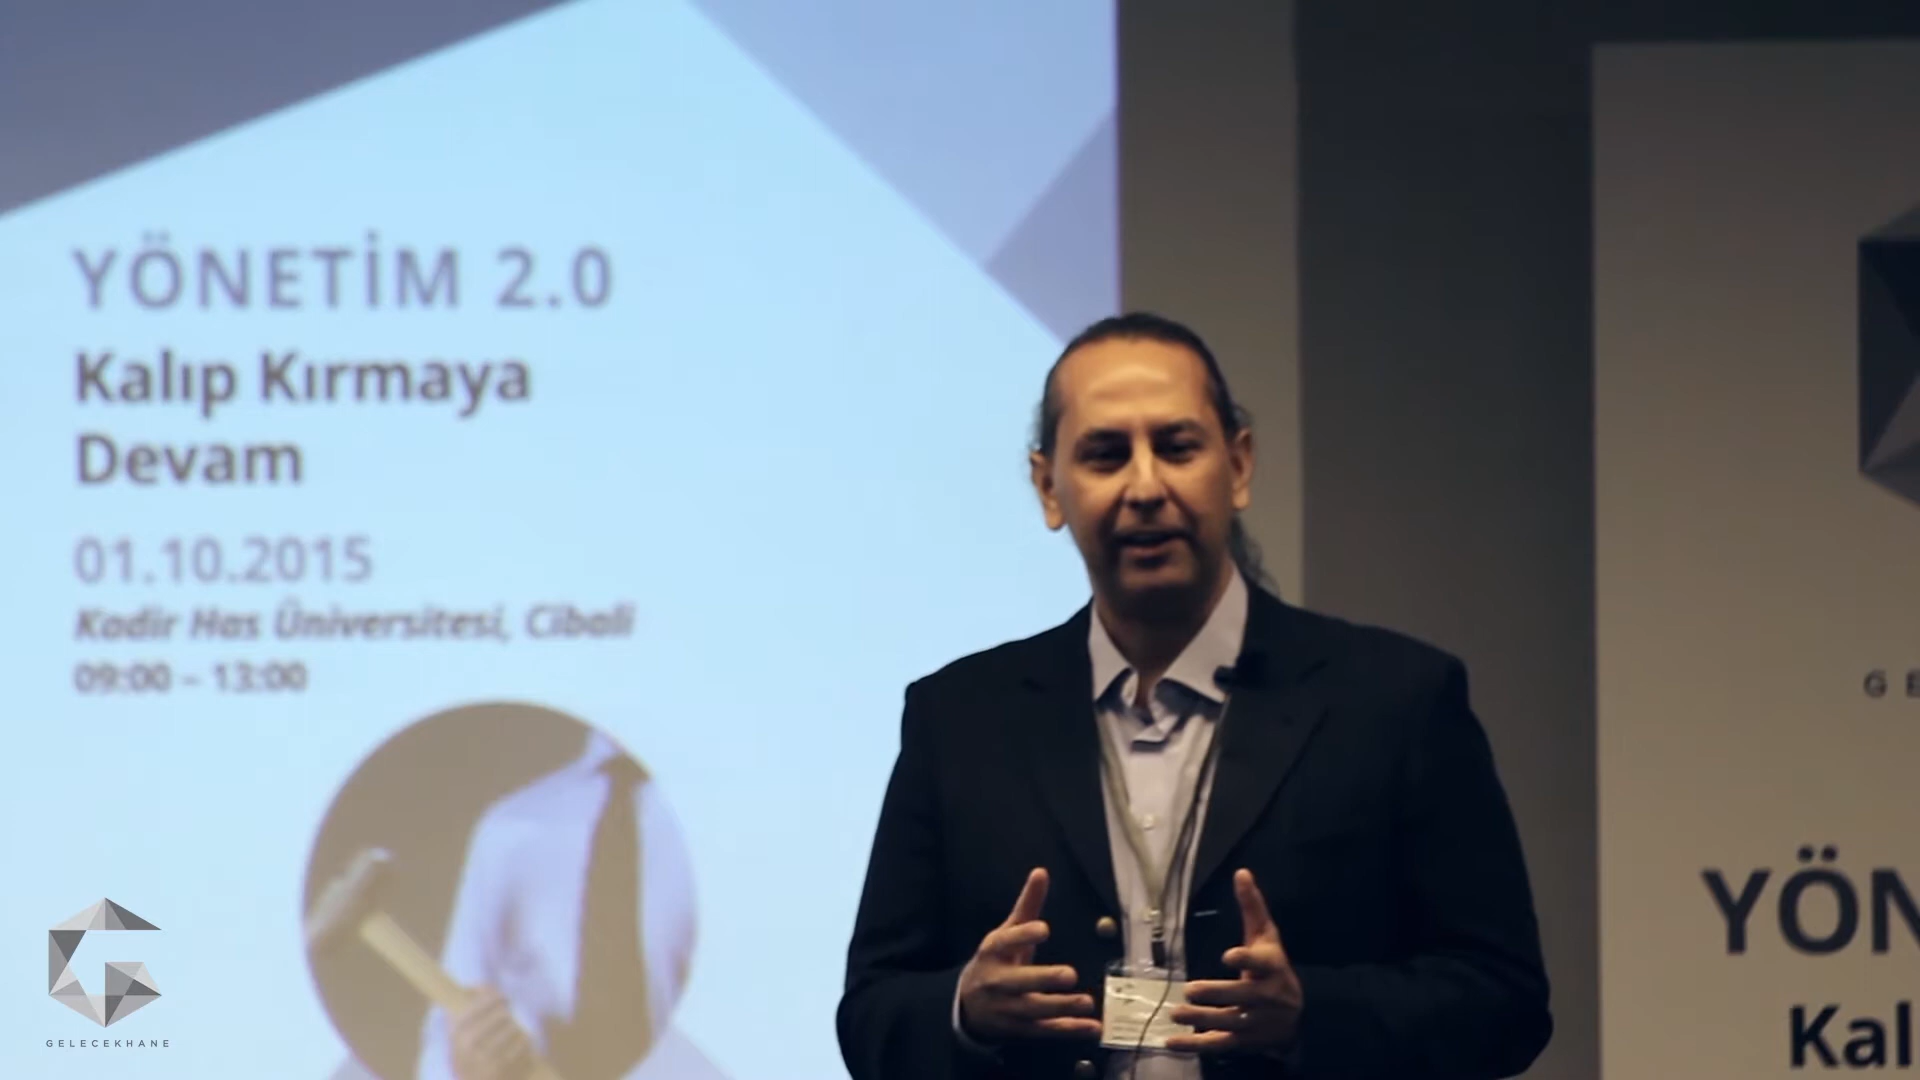 YÖNETİM 2.0
Kalıp Kırmaya
Devam
01.10.2015
Kadir Has Üniversitesi, Cibali
09:00 – 13:00
GELECEKHANE
G E
YÖN
Kal